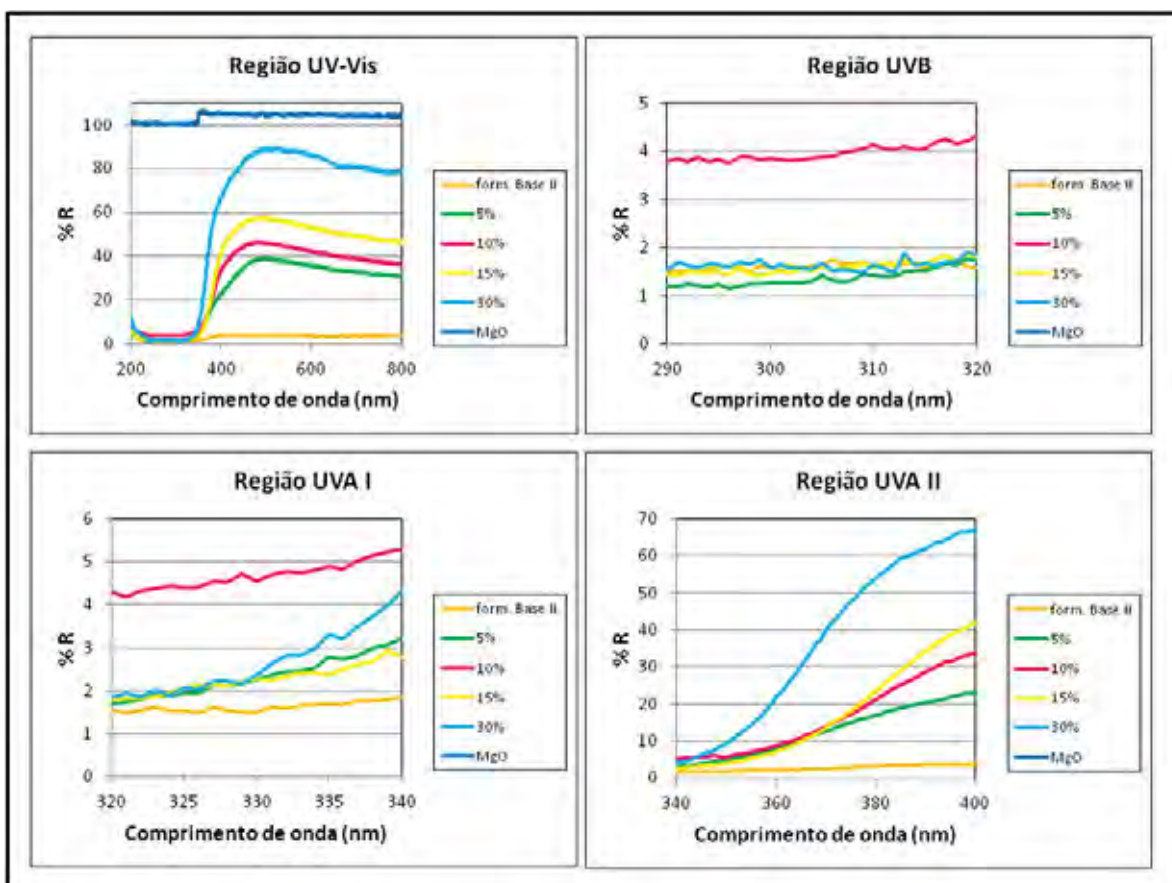 Região UV-Vis
% R
100
80
60
40
20
0
200 400 600 800
Comprimento de onda (nm)
form. Base II
5%
10%
15%
30%
MgO
Região UVB
% R
5
4
3
2
1
0
290 300 310 320
Comprimento de onda (nm)
form. Base II
5%
10%
15%
30%
MgO
Região UVA I
% R
6
5
4
3
2
1
0
320 325 330 335 340
Comprimento de onda (nm)
form. Base II
5%
10%
15%
30%
MgO
Região UVA II
% R
70
60
50
40
30
20
10
0
340 360 380 400
Comprimento de onda (nm)
form. Base II
5%
10%
15%
30%
MgO